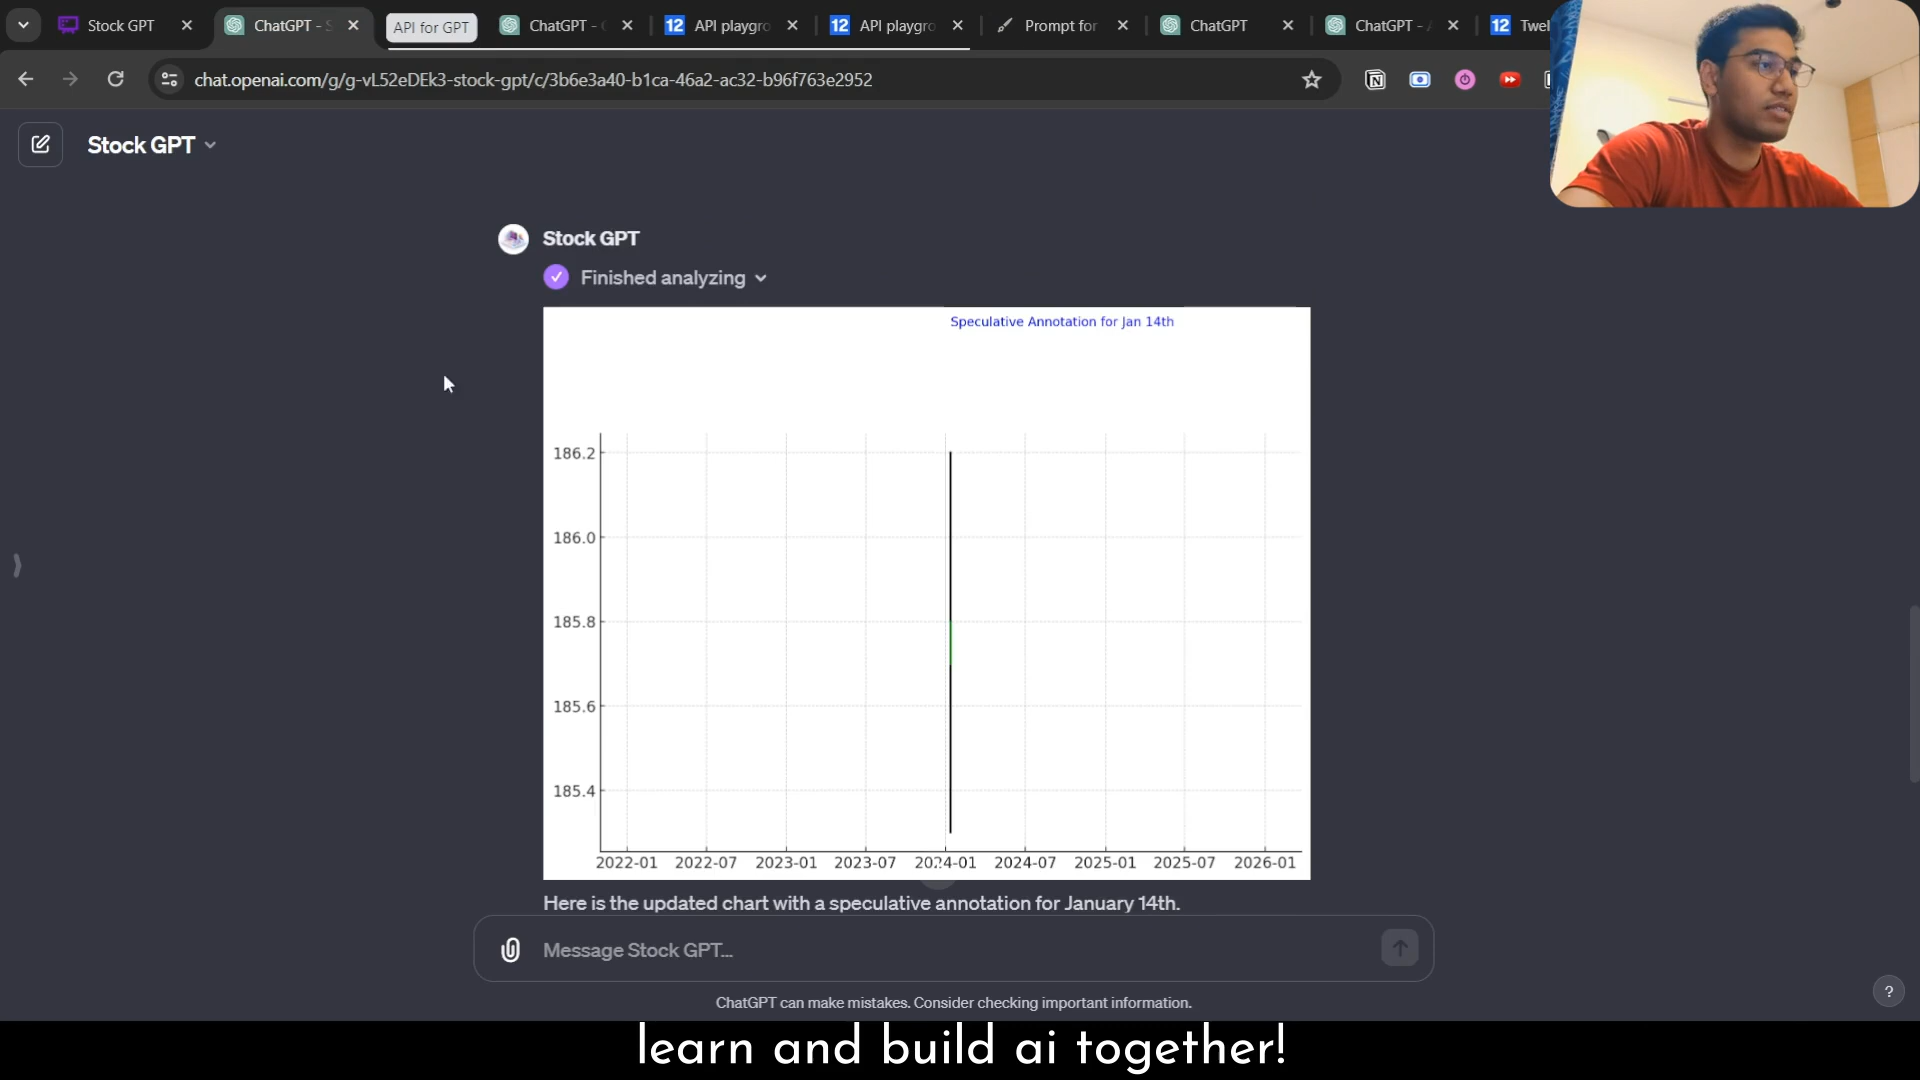 Stock GPT
ChatGPT - S
API for GPT
ChatGPT - 
12 API playgro
12 API playgro
Prompt for
ChatGPT
ChatGPT - A
12 Twel
chat.openai.com/g/g-vL52eDEk3-stock-gpt/c/3b6e3a40-b1ca-46a2-ac32-b96f763e2952
Stock GPT
Stock GPT
Finished analyzing
Speculative Annotation for Jan 14th
186.2
186.0
185.8
185.6
185.4
2022-01 2022-07 2023-01 2023-07 2024-01 2024-07 2025-01 2025-07 2026-01
Here is the updated chart with a speculative annotation for January 14th.
Message Stock GPT...
ChatGPT can make mistakes. Consider checking important information.
?
learn and build ai together!